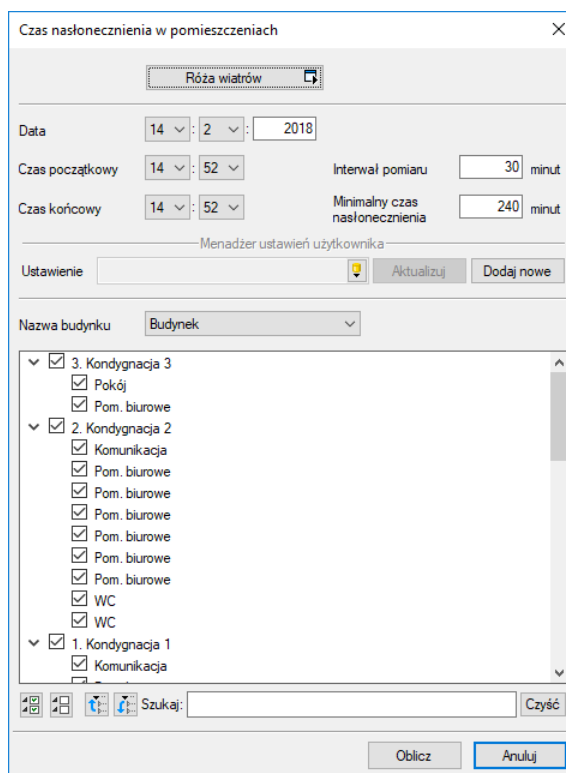 Czas nasłonecznienia w pomieszczeniach
Róża wiatrów
Data 14 : 2 : 2018
Czas początkowy 14 : 52 Interwał pomiaru 30 minut
Czas końcowy 14 : 52 Minimalny czas nasłonecznienia 240 minut
Menadżer ustawień użytkownika
Ustawienie Aktualizuj Dodaj nowe
Nazwa budynku Budynek
3. Kondygnacja 3
Pokój
Pom. biurowe
2. Kondygnacja 2
Komunikacja
Pom. biurowe
Pom. biurowe
Pom. biurowe
Pom. biurowe
Pom. biurowe
Pom. biurowe
WC
WC
1. Kondygnacja 1
Komunikacja
Szukaj: Czyść
Oblicz Anuluj